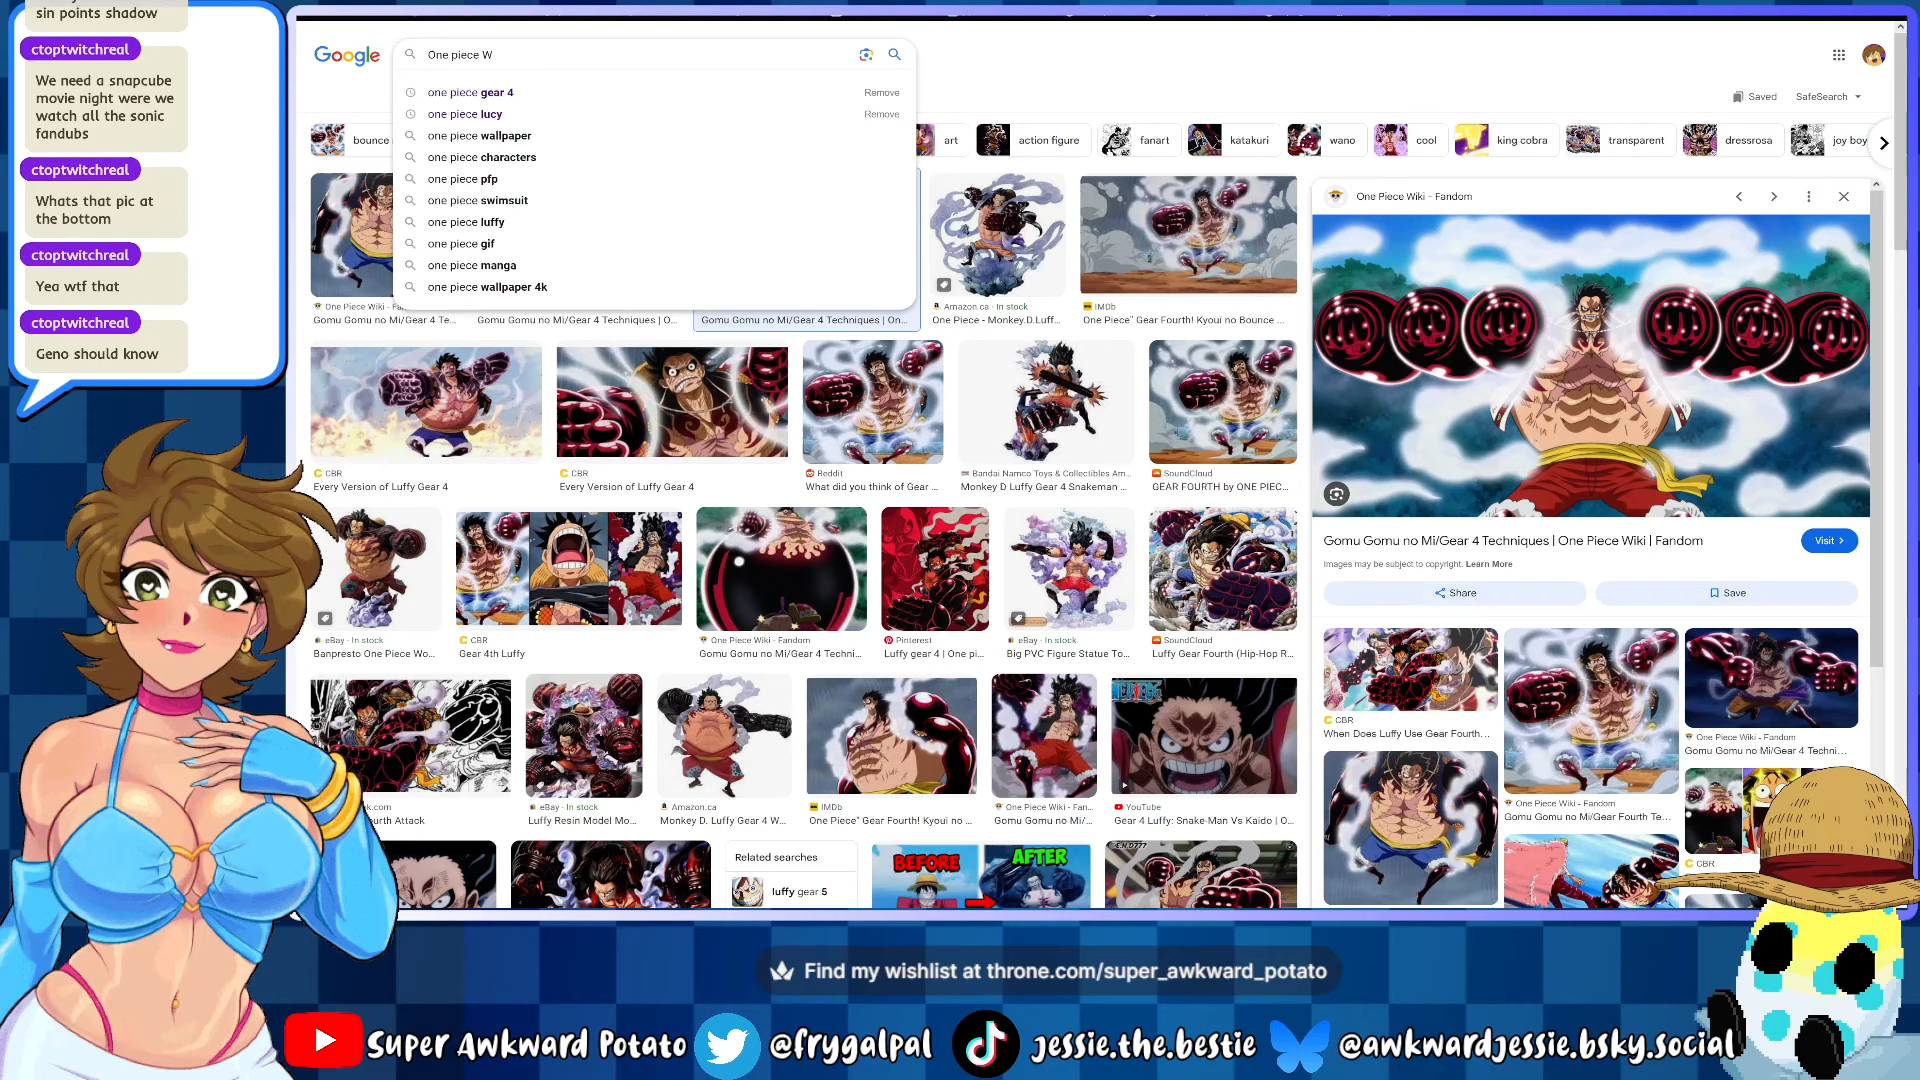 sin points shadow
ctoptwitchreal
We need a snapcube
movie night were we
watch all the sonic
fandubs
ctoptwitchreal
Whats that pic at
the bottom
ctoptwitchreal
Yea wtf that
ctoptwitchreal
Geno should know
Google
One piece W
one piece gear 4
Remove
one piece lucy
Remove
one piece wallpaper
one piece characters
one piece pfp
one piece swimsuit
one piece luffy
one piece gif
one piece manga
one piece wallpaper 4k
Saved
SafeSearch
bounce
art
action figure
fanart
katakuri
wano
cool
king cobra
transparent
dressrosa
joy boy
One Piece Wiki - Fa...
Gomu Gomu no Mi/Gear 4 Te...
Gomu Gomu no Mi/Gear 4 Techniques | O...
Gomu Gomu no Mi/Gear 4 Techniques | On...
Amazon.ca · In stock
One Piece - Monkey.D.Luff...
IMDb
One Piece" Gear Fourth! Kyoui no Bounce ...
CBR
Every Version of Luffy Gear 4
CBR
Every Version of Luffy Gear 4
Reddit
What did you think of Gear ...
Bandai Namco Toys & Collectibles Am...
Monkey D Luffy Gear 4 Snakeman ...
SoundCloud
GEAR FOURTH by ONE PIEC...
eBay · In stock
Banpresto One Piece Wo...
CBR
Gear 4th Luffy
One Piece Wiki - Fandom
Gomu Gomu no Mi/Gear 4 Techni...
Pinterest
Luffy gear 4 | One pi...
eBay · In stock
Big PVC Figure Statue To...
SoundCloud
Luffy Gear Fourth (Hip-Hop R...
k.com
urth Attack
eBay · In stock
Luffy Resin Model Mo...
Amazon.ca
Monkey D. Luffy Gear 4 W...
IMDb
One Piece" Gear Fourth! Kyoui no ...
One Piece Wiki - Fan...
Gomu Gomu no Mi/...
YouTube
Gear 4 Luffy: Snake-Man Vs Kaido | O...
Related searches
luffy gear 5
BEFORE
AFTER
One Piece Wiki - Fandom
Gomu Gomu no Mi/Gear 4 Techniques | One Piece Wiki | Fandom
Visit
Images may be subject to copyright. Learn More
Share
Save
CBR
When Does Luffy Use Gear Fourth...
One Piece Wiki - Fandom
Gomu Gomu no Mi/Gear Fourth Te...
One Piece Wiki - Fandom
Gomu Gomu no Mi/Gear 4 Techni...
CBR
Find my wishlist at throne.com/super_awkward_potato
Super Awkward Potato
@frygalpal
jessie.the.bestie
@awkwardjessie.bsky.social